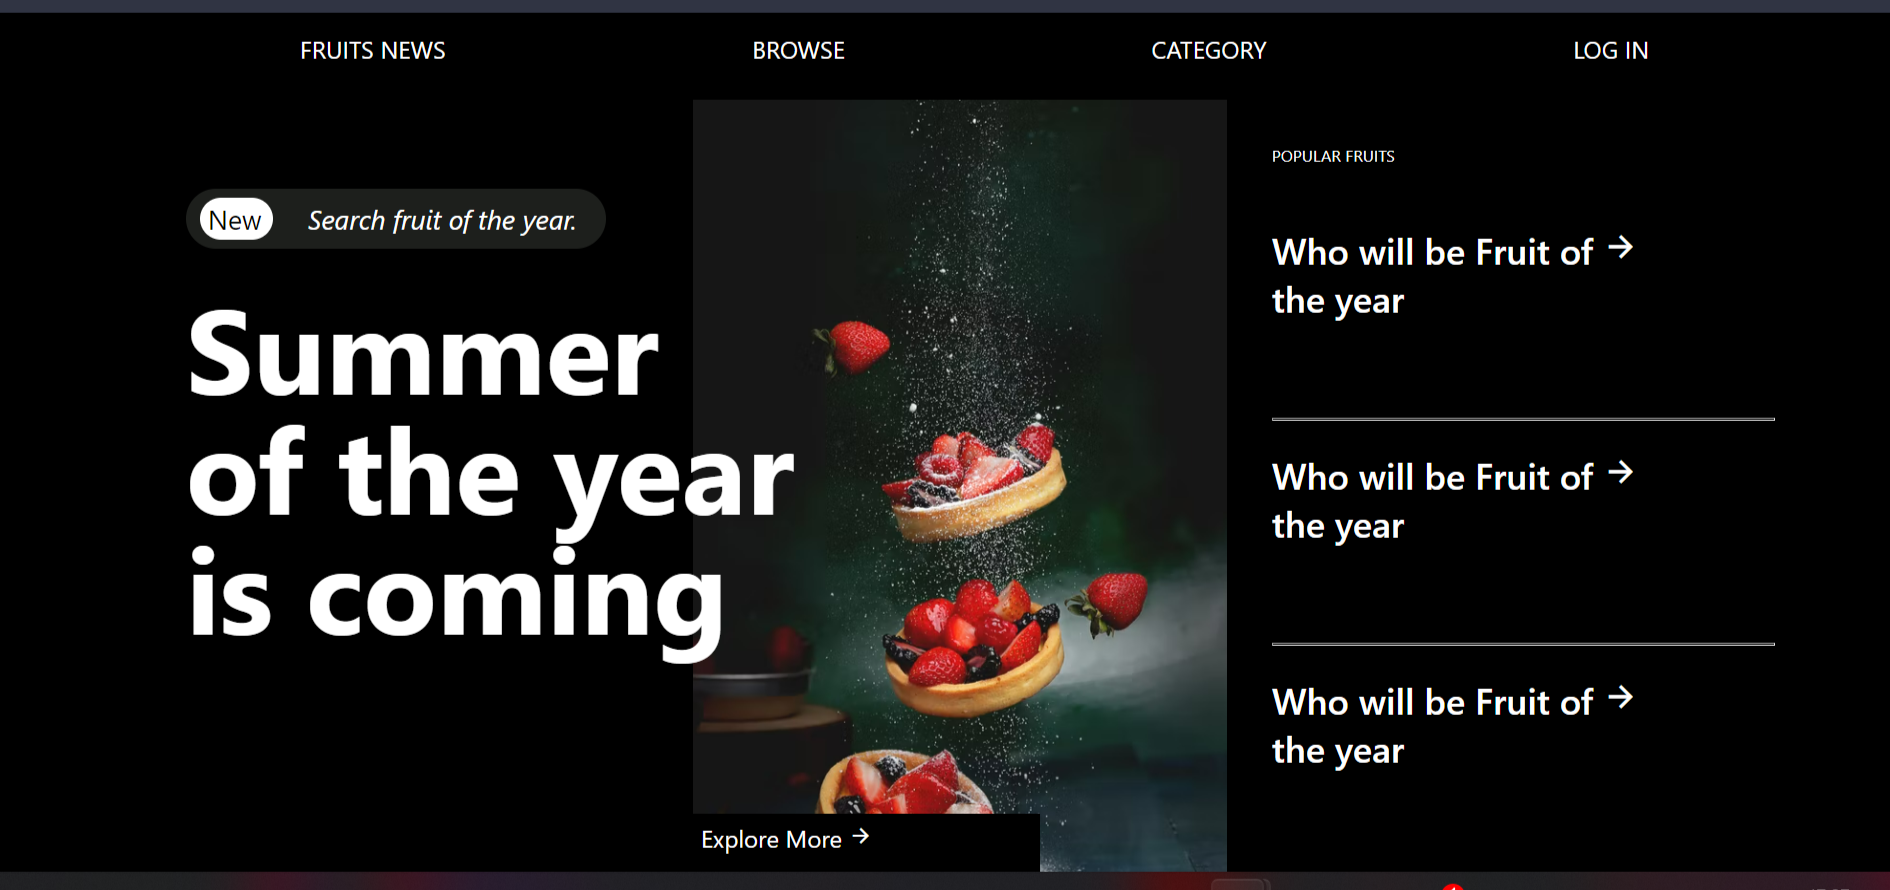 FRUITS NEWS
BROWSE
CATEGORY
LOG IN
New
Search fruit of the year.
Summer
of the year
is coming
Explore More →
POPULAR FRUITS
Who will be Fruit of →
the year
Who will be Fruit of →
the year
Who will be Fruit of →
the year